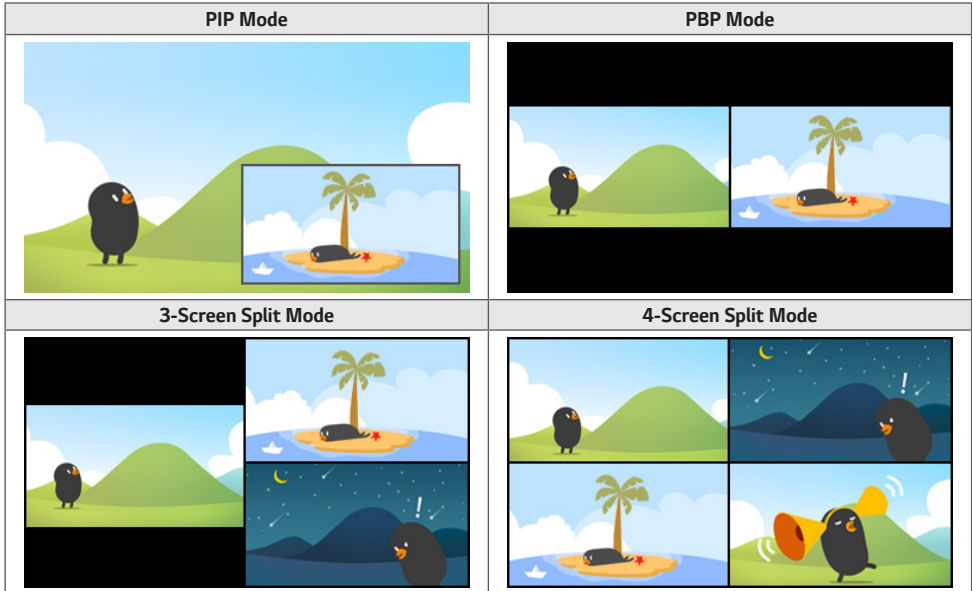 PIP Mode
PBP Mode
3-Screen Split Mode
4-Screen Split Mode
!
!